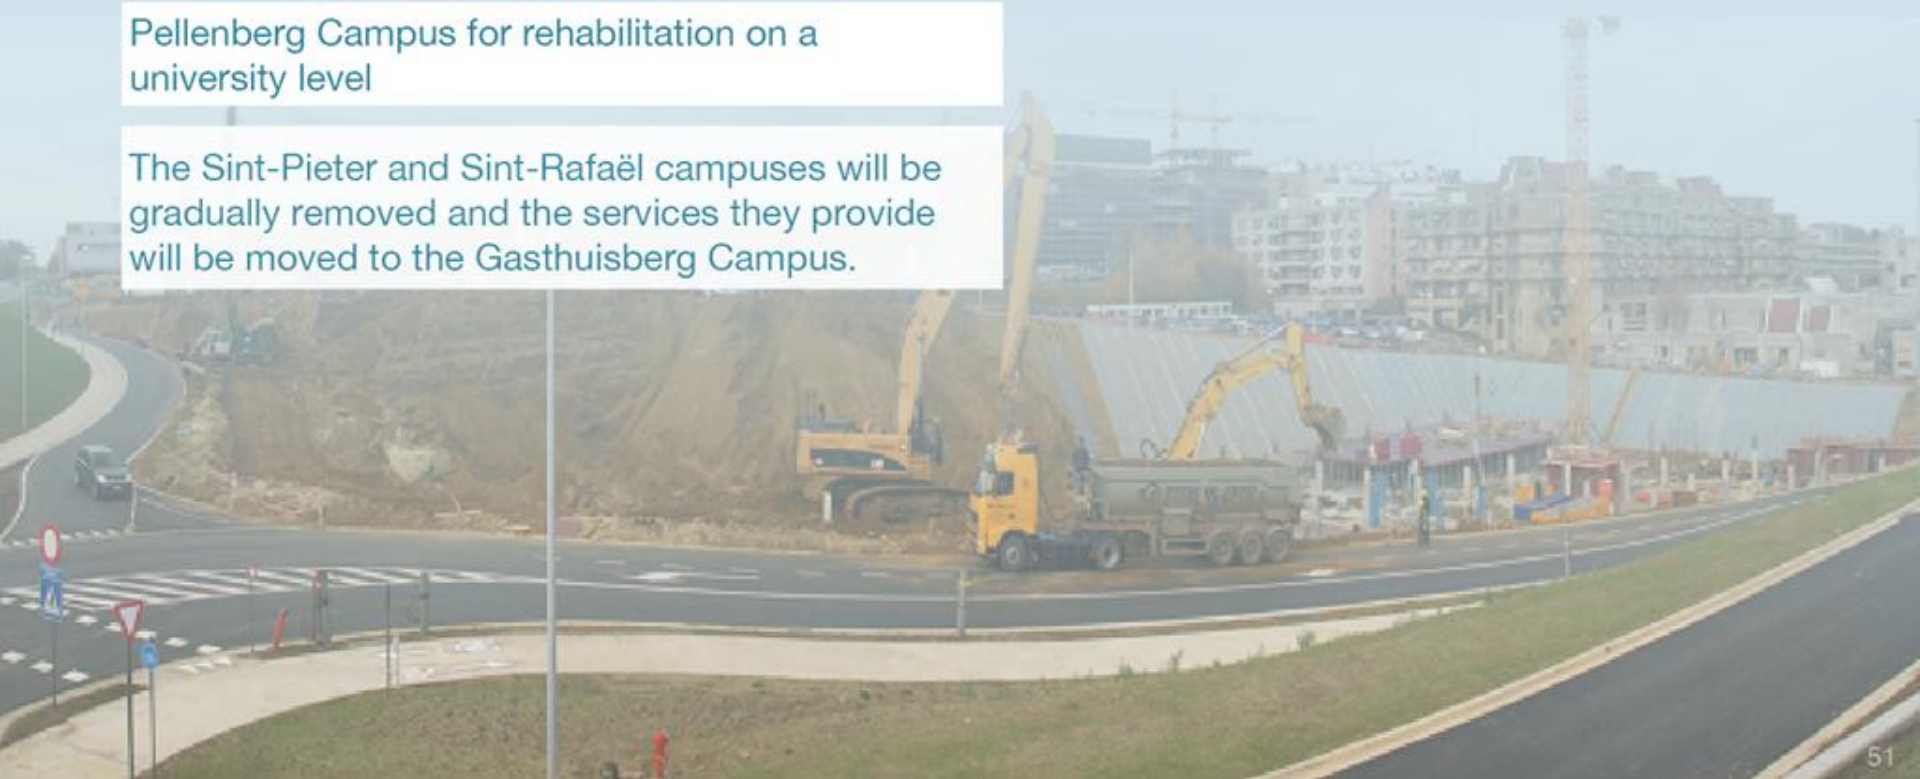 Pellenberg Campus for rehabilitation on a
university level
The Sint-Pieter and Sint-Rafaël campuses will be
gradually removed and the services they provide
will be moved to the Gasthuisberg Campus.
51